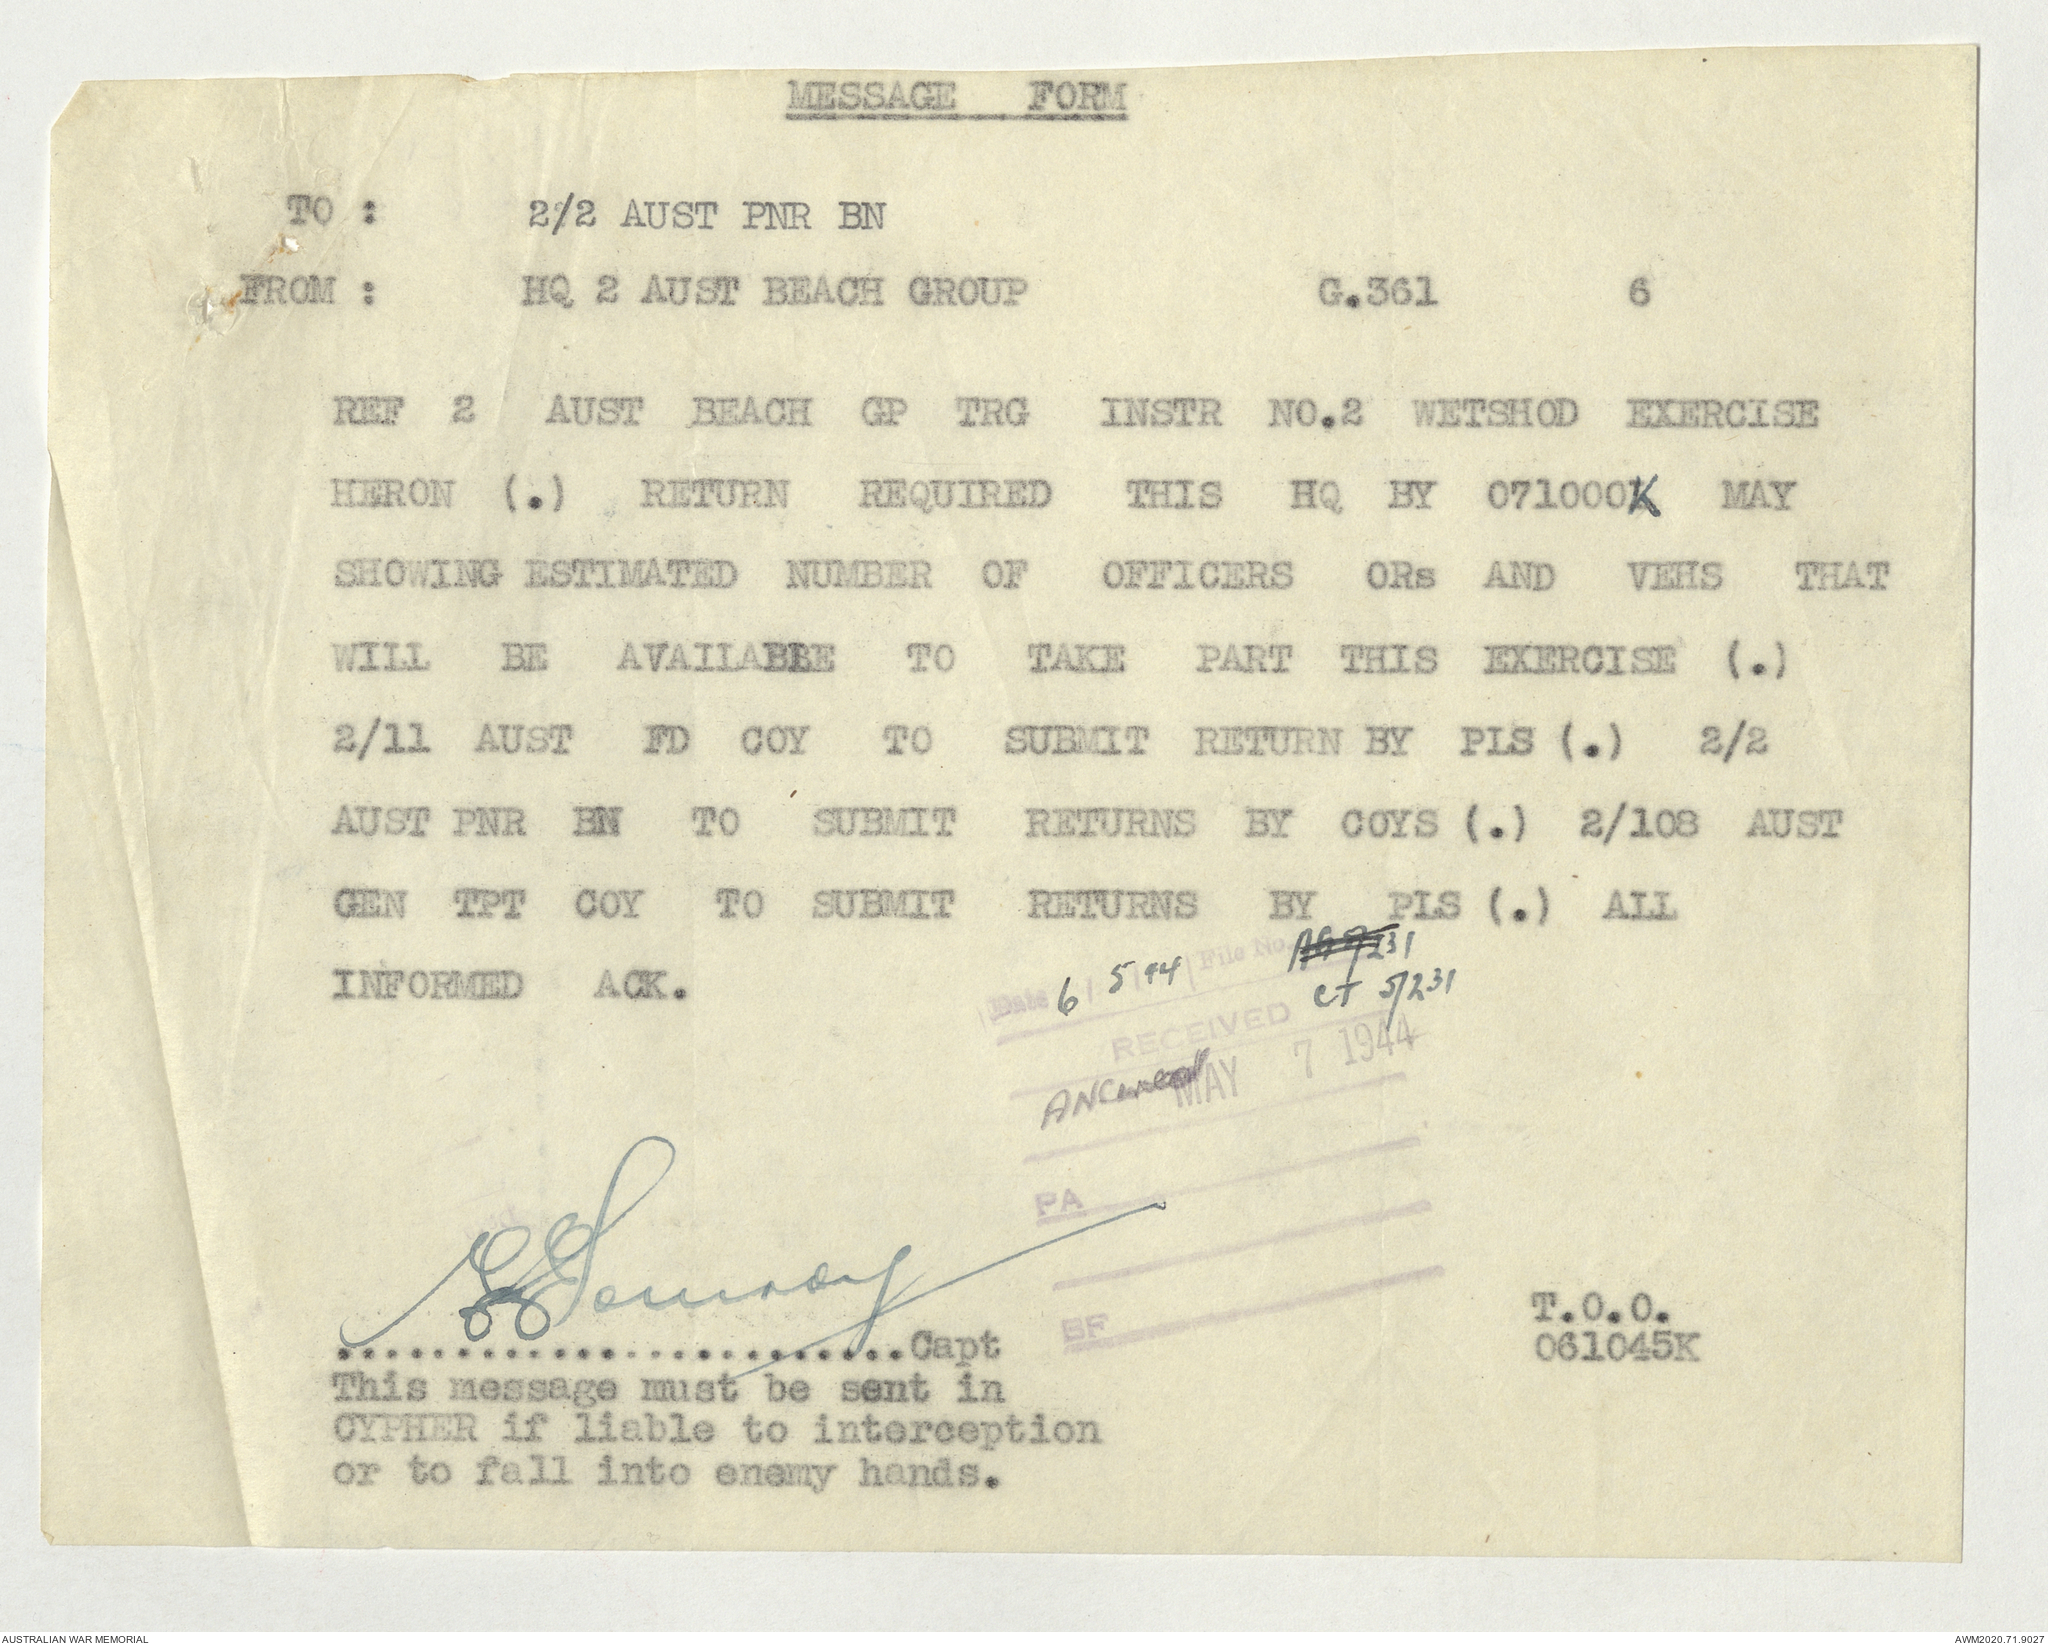 MESSAGE FORM
TO : 2/2 AUST PNR BN
FROM : HQ 2 AUST BEACH GROUP G.361 6
REF 2 AUST BEACH GP TRG INSTR NO.2 WETSHOD EXERCISE
HERON (.) RETURN REQUIRED THIS HQ BY 071000K MAY
SHOWING ESTIMATED NUMBER OF OFFICERS ORs AND VEHS THAT
WILL BE AVAILABLE TO TAKE PART THIS EXERCISE (.)
2/11 AUST FD COY TO SUBMIT RETURN BY PLS (.) 2/2
AUST PNR BN TO SUBMIT RETURNS BY COYS (.) 2/108 AUST
GEN TPT COY TO SUBMIT RETURNS BY PLS (.) ALL
INFORMED ACK.
Date 6 / 5 / 44 File No. 231
CT 5/231
RECEIVED
MAY 7 1944
PA
BF
....................Capt
This message must be sent in
CYPHER if liable to interception
or to fall into enemy hands.
T.O.O.
061045K
AUSTRALIAN WAR MEMORIAL
AWM2020.71.9027